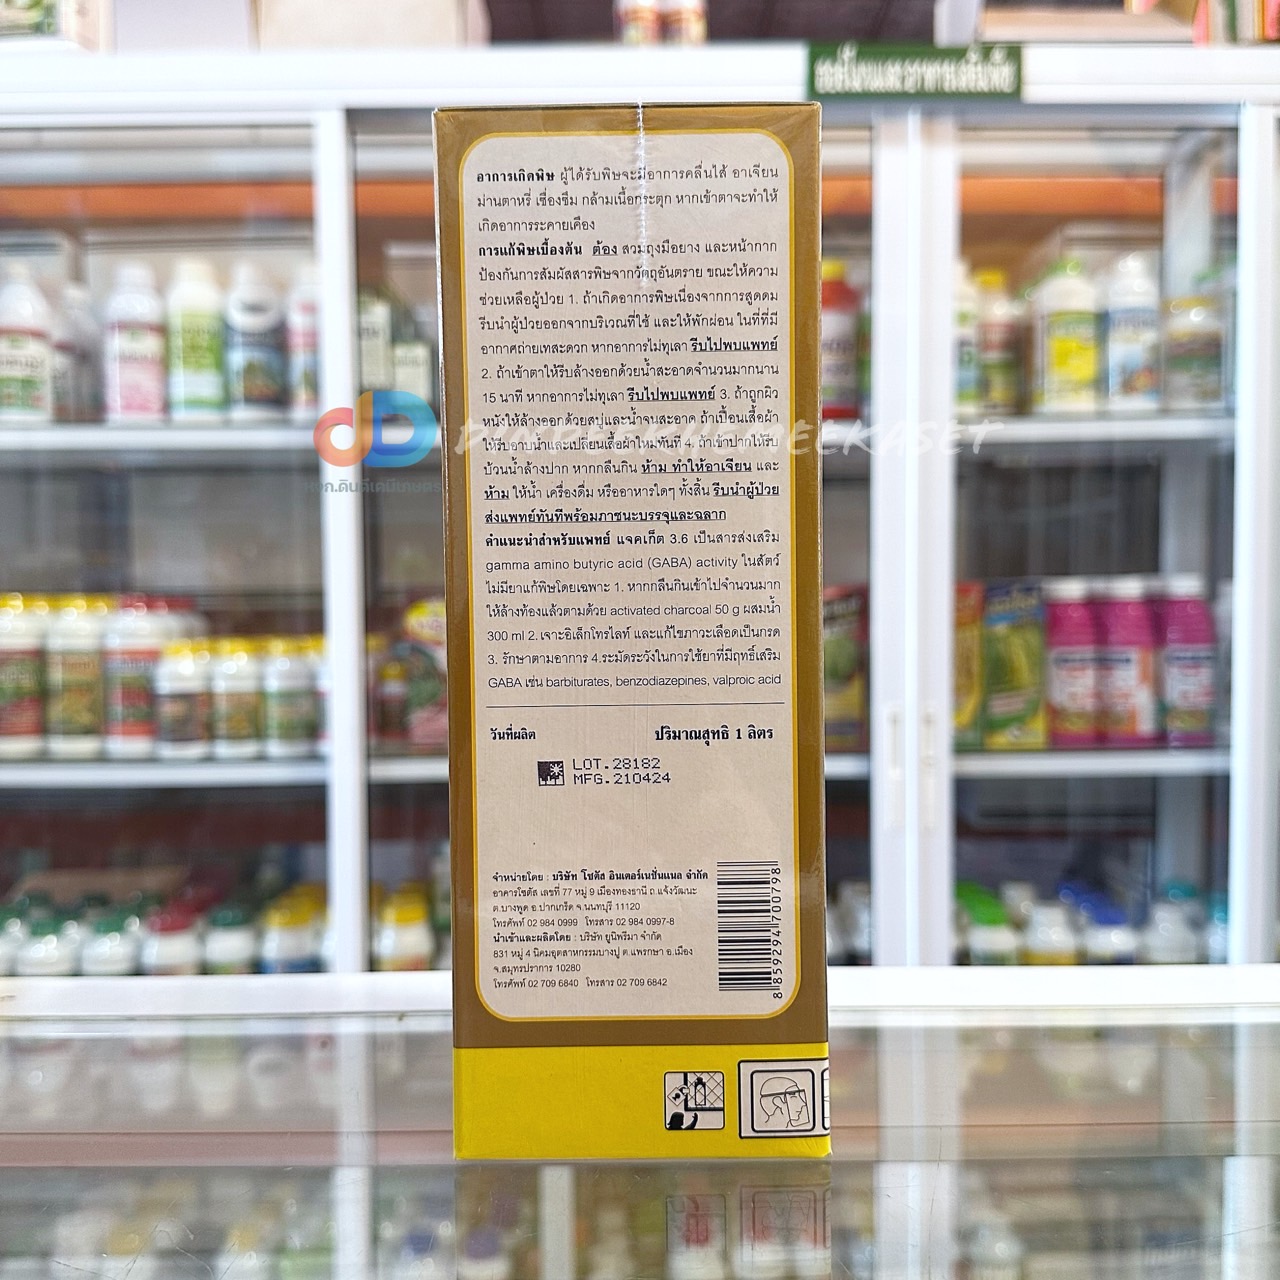 ฮอร์โมนและอาหารเสริมพืช
อาการเกิดพิษ ผู้ได้รับพิษจะมีอาการคลื่นไส้ อาเจียน
ม่านตาหรี่ เซื่องซึม กล้ามเนื้อกระตุก หากเข้าตาจะทำให้
เกิดอาการระคายเคือง
การแก้พิษเบื้องต้น ต้อง สวมถุงมือยาง และหน้ากาก
ป้องกันการสัมผัสสารพิษจากวัตถุอันตราย ขณะให้ความ
ช่วยเหลือผู้ป่วย 1. ถ้าเกิดอาการพิษเนื่องจากการสูดดม
รีบนำผู้ป่วยออกจากบริเวณที่ใช้ และให้พักผ่อน ในที่ที่มี
อากาศถ่ายเทสะดวก หากอาการไม่ทุเลา รีบไปพบแพทย์
2. ถ้าเข้าตาให้รีบล้างออกด้วยน้ำสะอาดจำนวนมากนาน
15 นาที หากอาการไม่ทุเลา รีบไปพบแพทย์ 3. ถ้าถูกผิว
หนังให้ล้างออกด้วยสบู่และน้ำจนสะอาด ถ้าเปื้อนเสื้อผ้า
ให้รีบอาบน้ำและเปลี่ยนเสื้อผ้าใหม่ทันที 4. ถ้าเข้าปากให้รีบ
บ้วนน้ำล้างปาก หากกลืนกิน ห้าม ทำให้อาเจียน และ
ห้าม ให้น้ำ เครื่องดื่ม หรืออาหารใดๆ ทั้งสิ้น รีบนำผู้ป่วย
ส่งแพทย์ทันทีพร้อมภาชนะบรรจุและฉลาก
คำแนะนำสำหรับแพทย์ แจคเก็ต 3.6 เป็นสารส่งเสริม
gamma amino butyric acid (GABA) activity ในสัตว์
ไม่มียาแก้พิษโดยเฉพาะ 1. หากกลืนกินเข้าไปจำนวนมาก
ให้ล้างท้องแล้วตามด้วย activated charcoal 50 g ผสมน้ำ
300 ml 2. เจาะอิเล็กโทรไลท์ และแก้ไขภาวะเลือดเป็นกรด
3. รักษาตามอาการ 4.ระมัดระวังในการใช้ยาที่มีฤทธิ์เสริม
GABA เช่น barbiturates, benzodiazepines, valproic acid
วันที่ผลิต ปริมาณสุทธิ 1 ลิตร
LOT.28182
MFG.210424
จำหน่ายโดย : บริษัท โซตัส อินเตอร์เนชั่นแนล จำกัด
อาคารโซตัส เลขที่ 77 หมู่ 9 เมืองทองธานี ถ.แจ้งวัฒนะ
ต.บางพูด อ.ปากเกร็ด จ.นนทบุรี 11120
โทรศัพท์ 02 984 0999 โทรสาร 02 984 0997-8
นำเข้าและผลิตโดย : บริษัท ยูนิพรีมา จำกัด
831 หมู่ 4 นิคมอุตสาหกรรมบางปู ต.แพรกษา อ.เมือง
จ.สมุทรปราการ 10280
โทรศัพท์ 02 709 6840 โทรสาร 02 709 6842
8 859294 700798
DINDEEKHEMEEKASET
หจก.ดินดีเคมีเกษตร